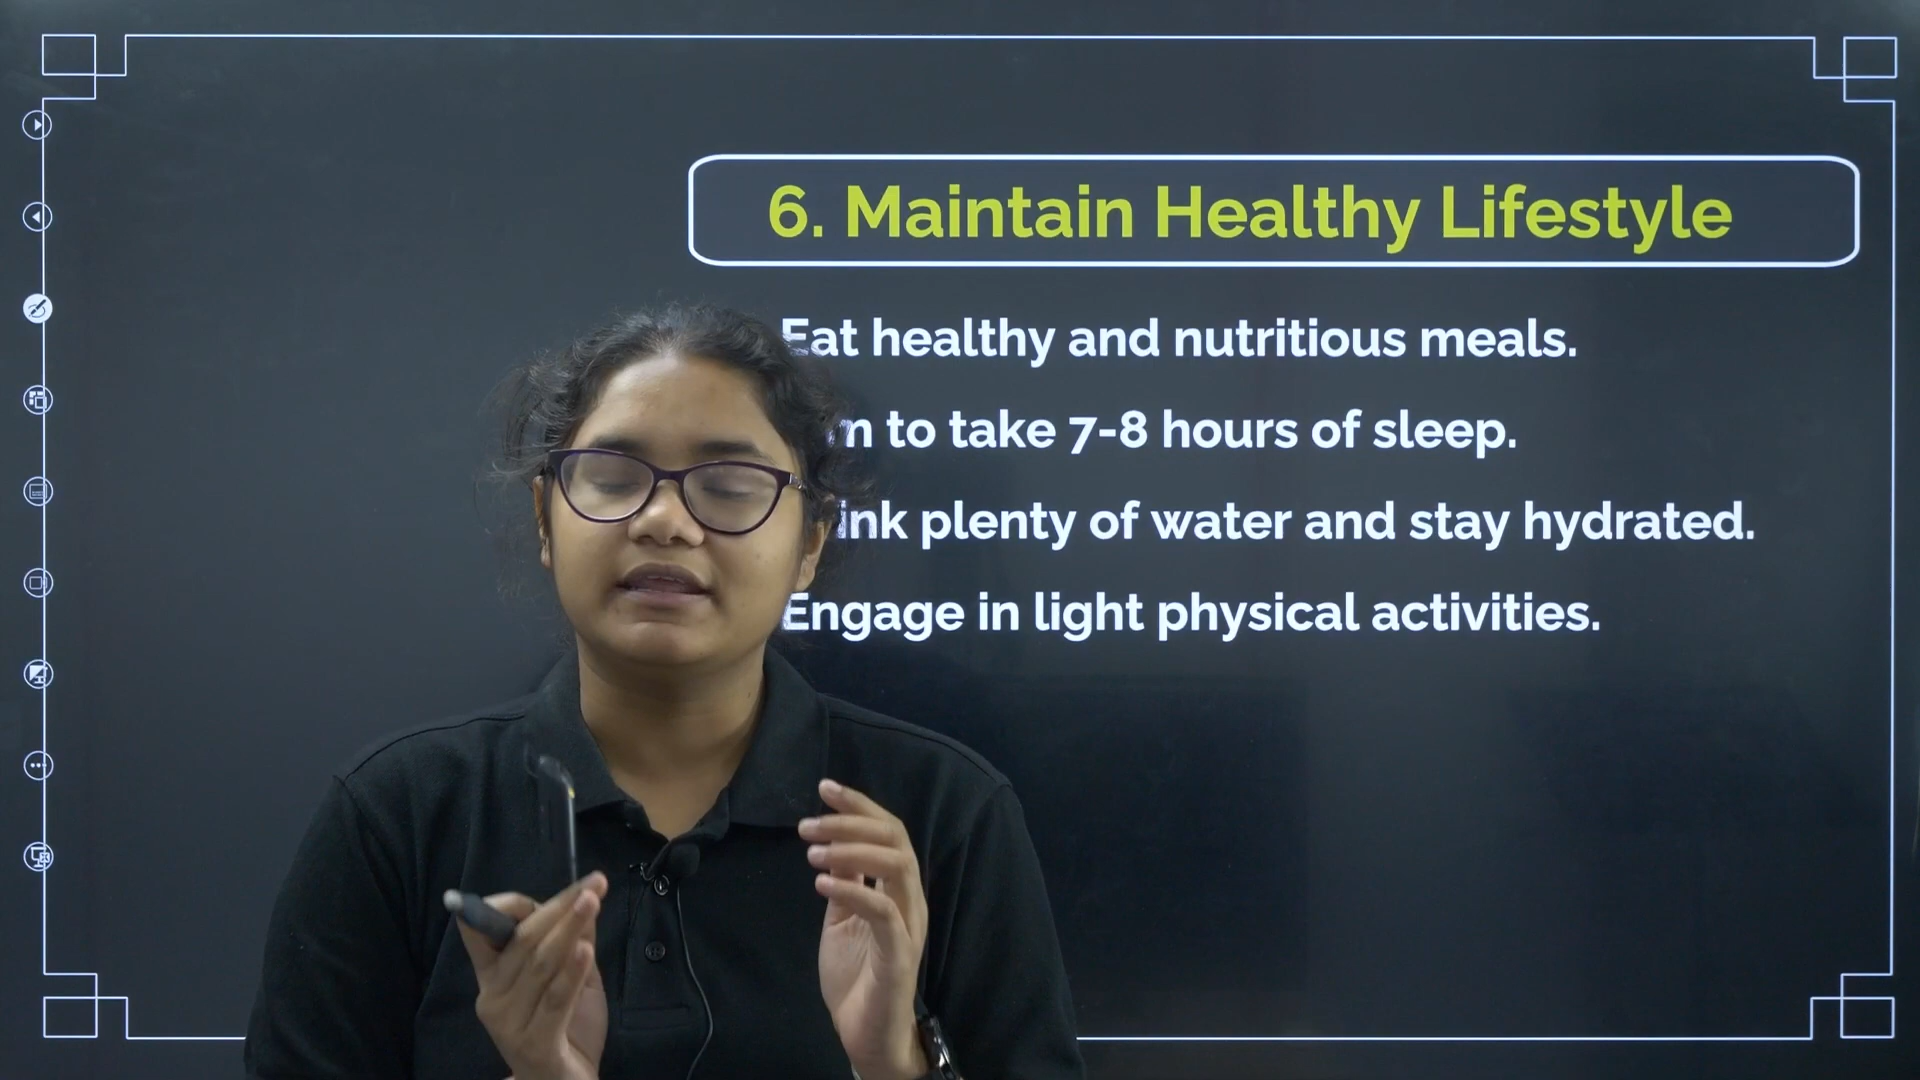 6. Maintain Healthy Lifestyle
Eat healthy and nutritious meals.
to take 7-8 hours of sleep.
plenty of water and stay hydrated.
Engage in light physical activities.